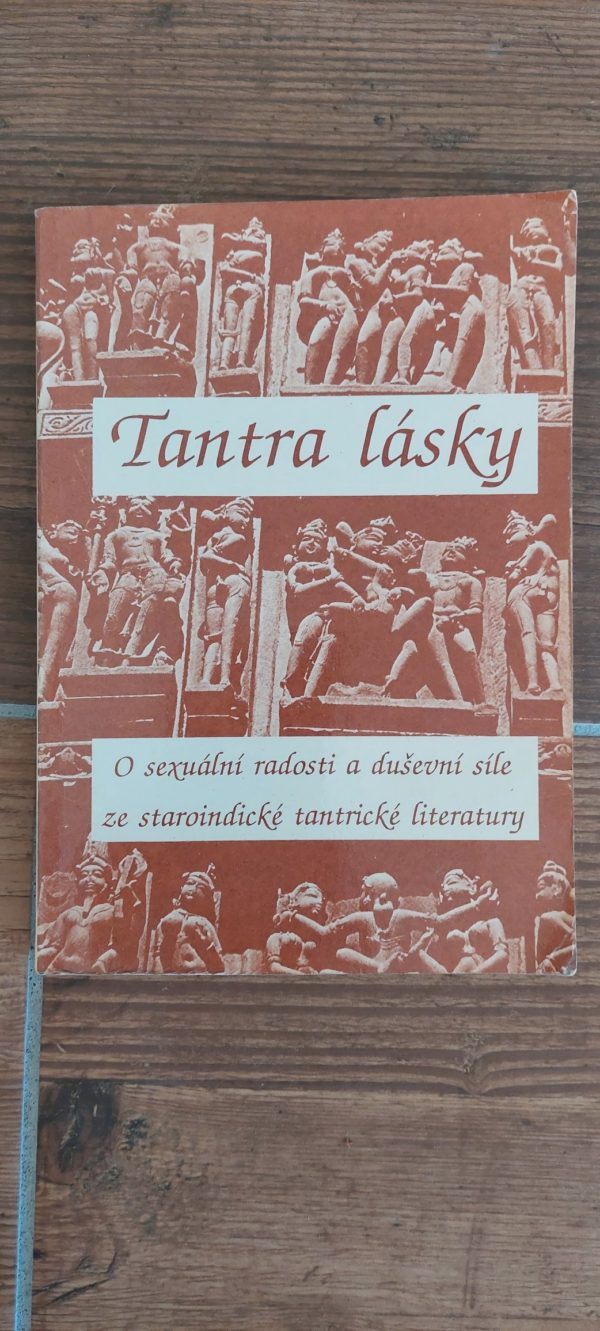 Tantra lásky
O sexuální radosti a duševní síle
ze staroindické tantrické literatury